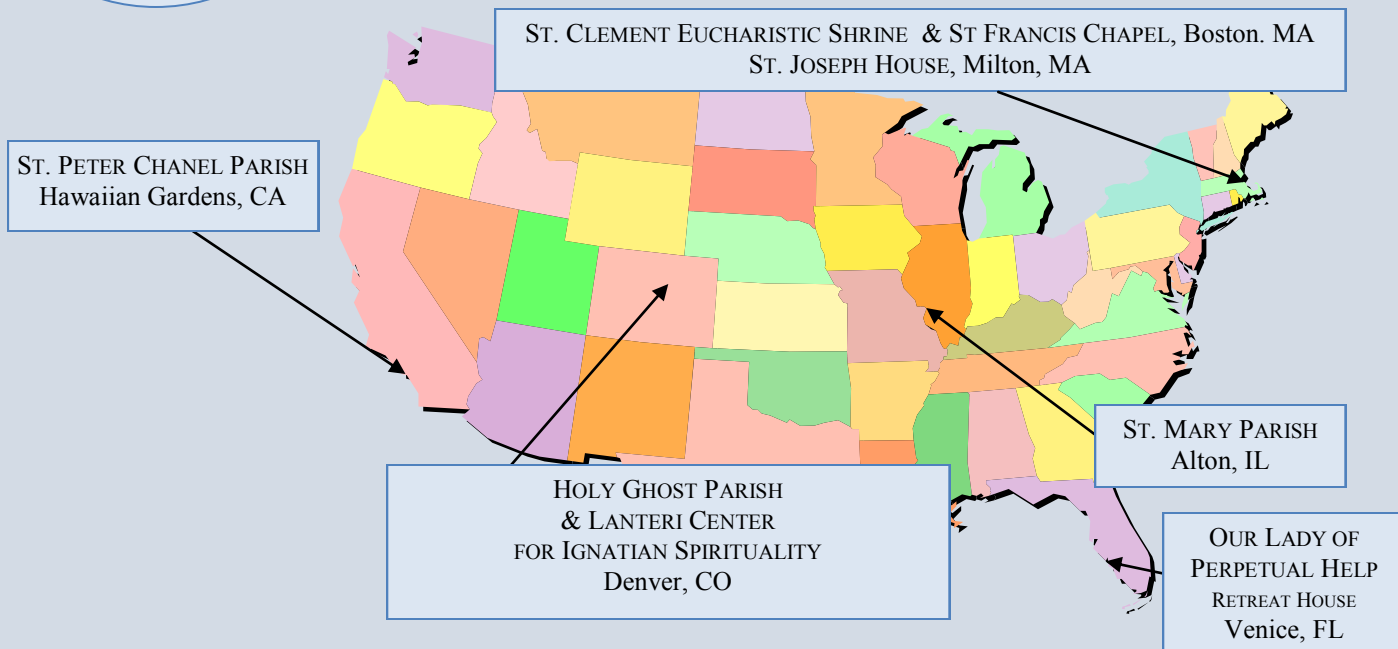 ST. CLEMENT EUCHARISTIC SHRINE & ST FRANCIS CHAPEL, Boston. MA
ST. JOSEPH HOUSE, Milton, MA
ST. PETER CHANEL PARISH
Hawaiian Gardens, CA
ST. MARY PARISH
Alton, IL
HOLY GHOST PARISH
& LANTERI CENTER
FOR IGNATIAN SPIRITUALITY
Denver, CO
OUR LADY OF
PERPETUAL HELP
RETREAT HOUSE
Venice, FL